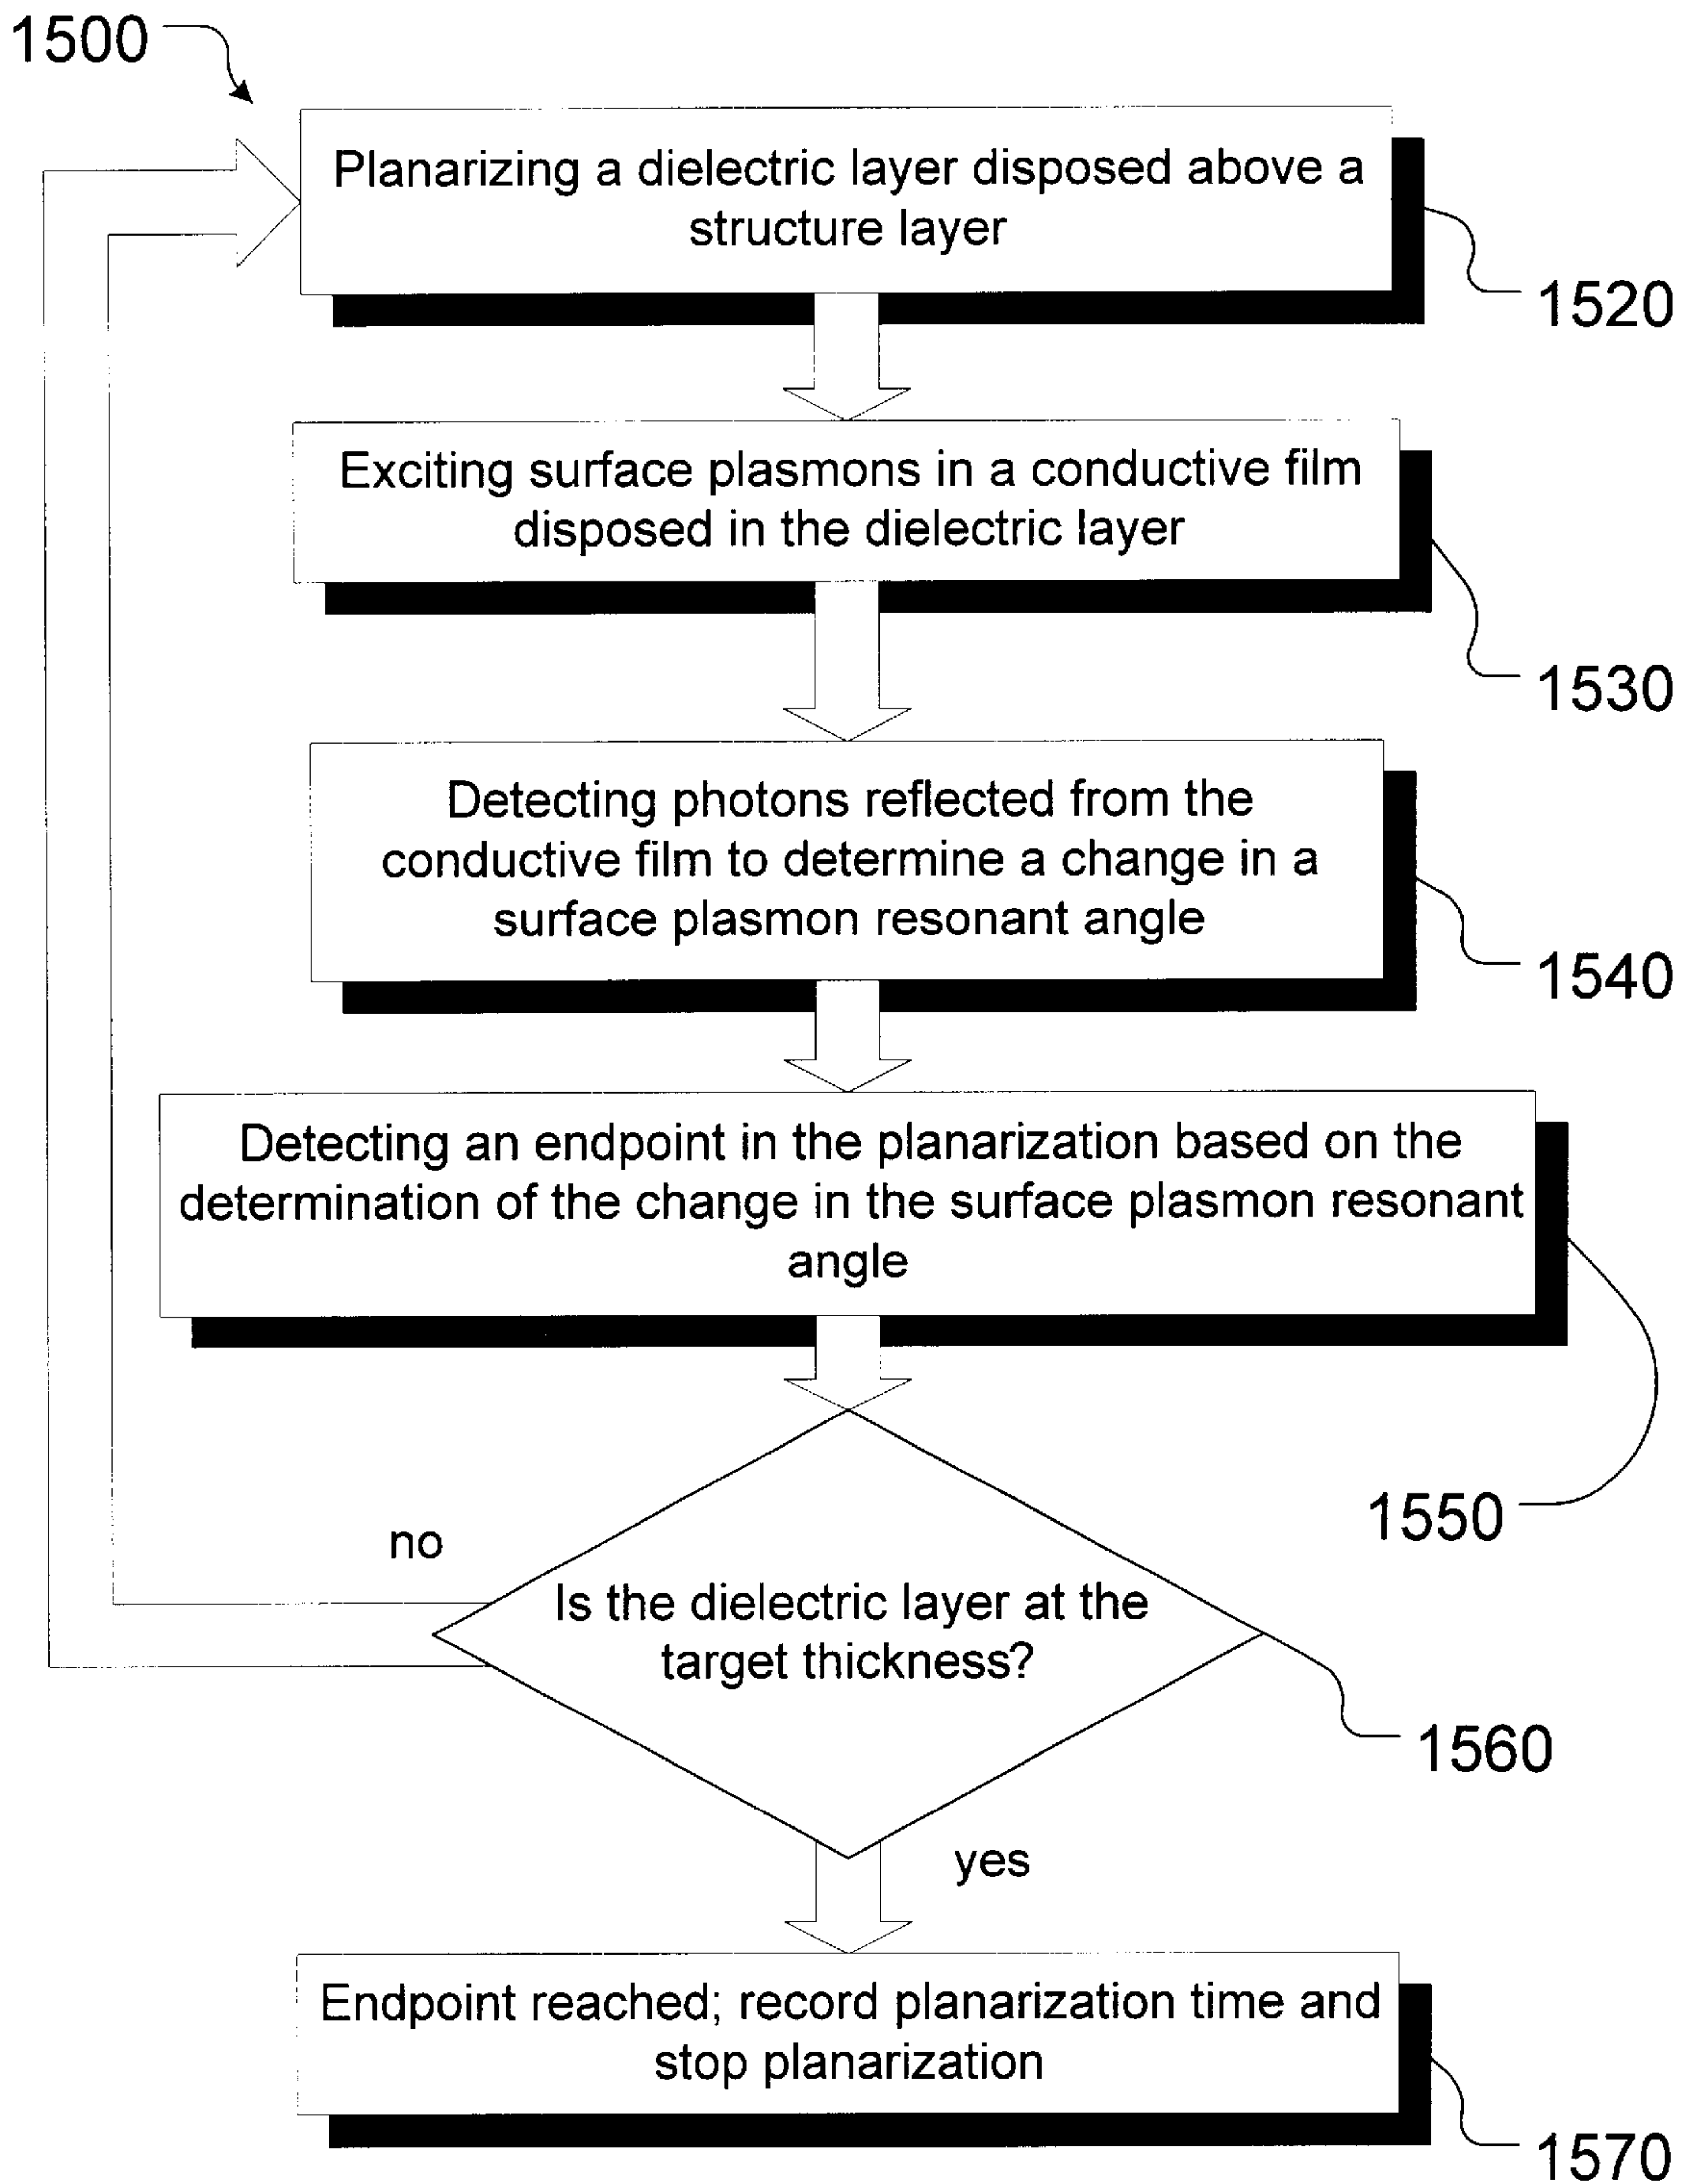 1500
Planarizing a dielectric layer disposed above a
structure layer
1520
Exciting surface plasmons in a conductive film
disposed in the dielectric layer
1530
Detecting photons reflected from the
conductive film to determine a change in a
surface plasmon resonant angle
1540
Detecting an endpoint in the planarization based on the
determination of the change in the surface plasmon resonant
angle
1550
no
Is the dielectric layer at the
target thickness?
1560
yes
Endpoint reached; record planarization time and
stop planarization
1570